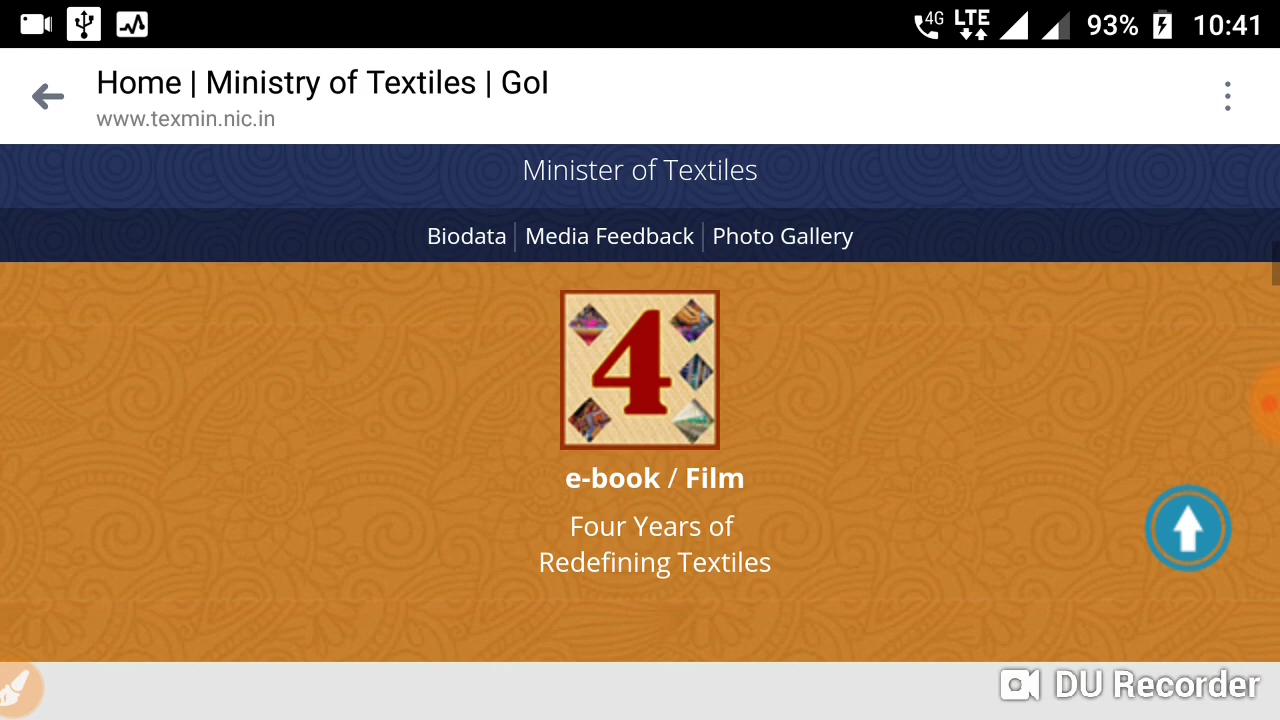 4G LTE 93% 10:41
Home | Ministry of Textiles | GoI
www.texmin.nic.in
Minister of Textiles
Biodata | Media Feedback | Photo Gallery
4
e-book / Film
Four Years of
Redefining Textiles
DU Recorder